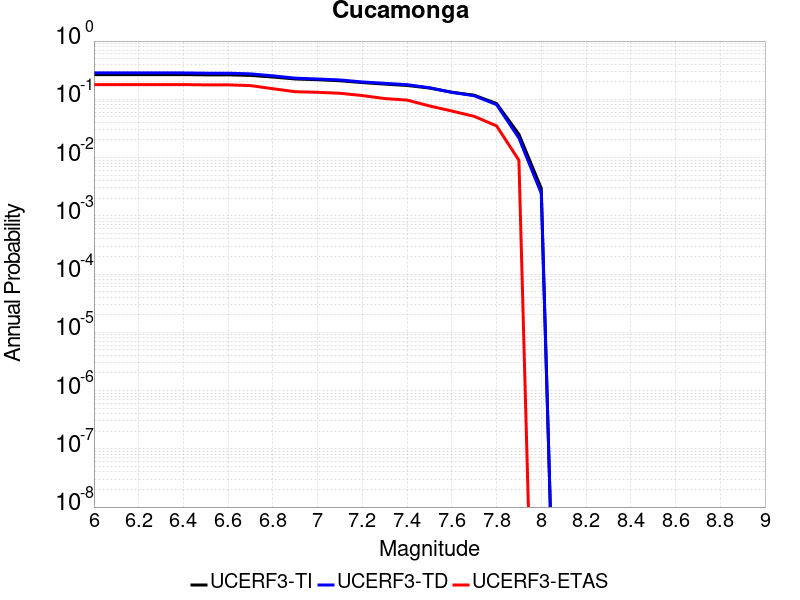 Cucamonga
10^0
10^-1
10^-2
10^-3
10^-4
10^-5
10^-6
10^-7
10^-8
Annual Probability
6 6.2 6.4 6.6 6.8 7 7.2 7.4 7.6 7.8 8 8.2 8.4 8.6 8.8 9
Magnitude
UCERF3-TI UCERF3-TD UCERF3-ETAS